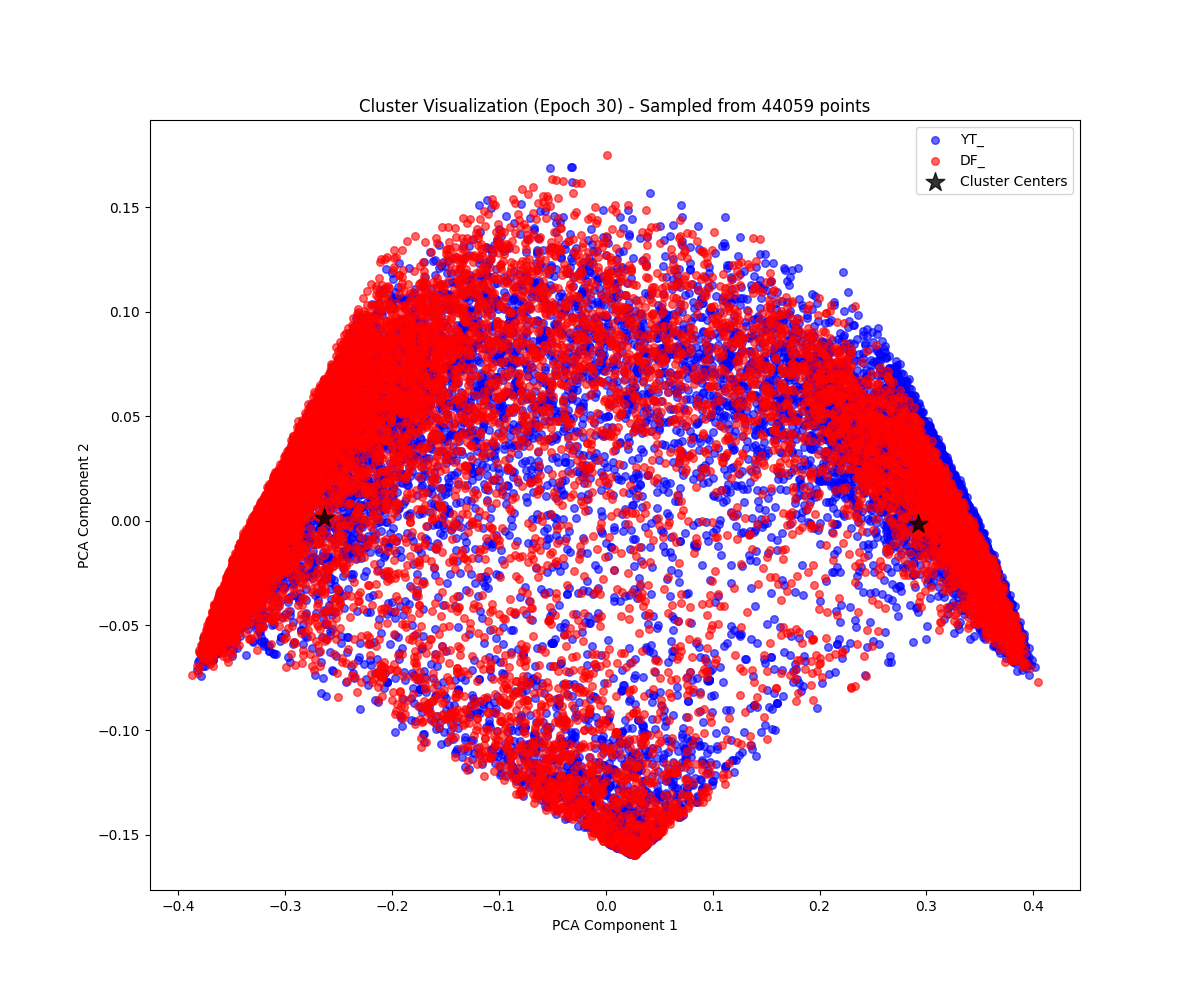 Cluster Visualization (Epoch 30) - Sampled from 44059 points
YT_
DF_
Cluster Centers
PCA Component 2
0.15
0.10
0.05
0.00
−0.05
−0.10
−0.15
−0.4
−0.3
−0.2
−0.1
0.0
0.1
0.2
0.3
0.4
PCA Component 1